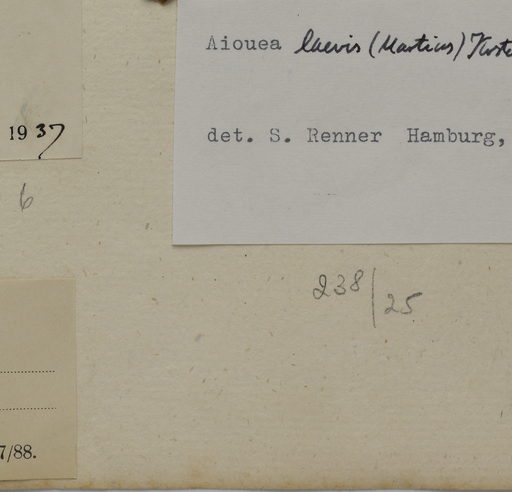 Aiouea laevis (Martius)
det. S. Renner Hamburg,
1937
6
238/25
7/88.